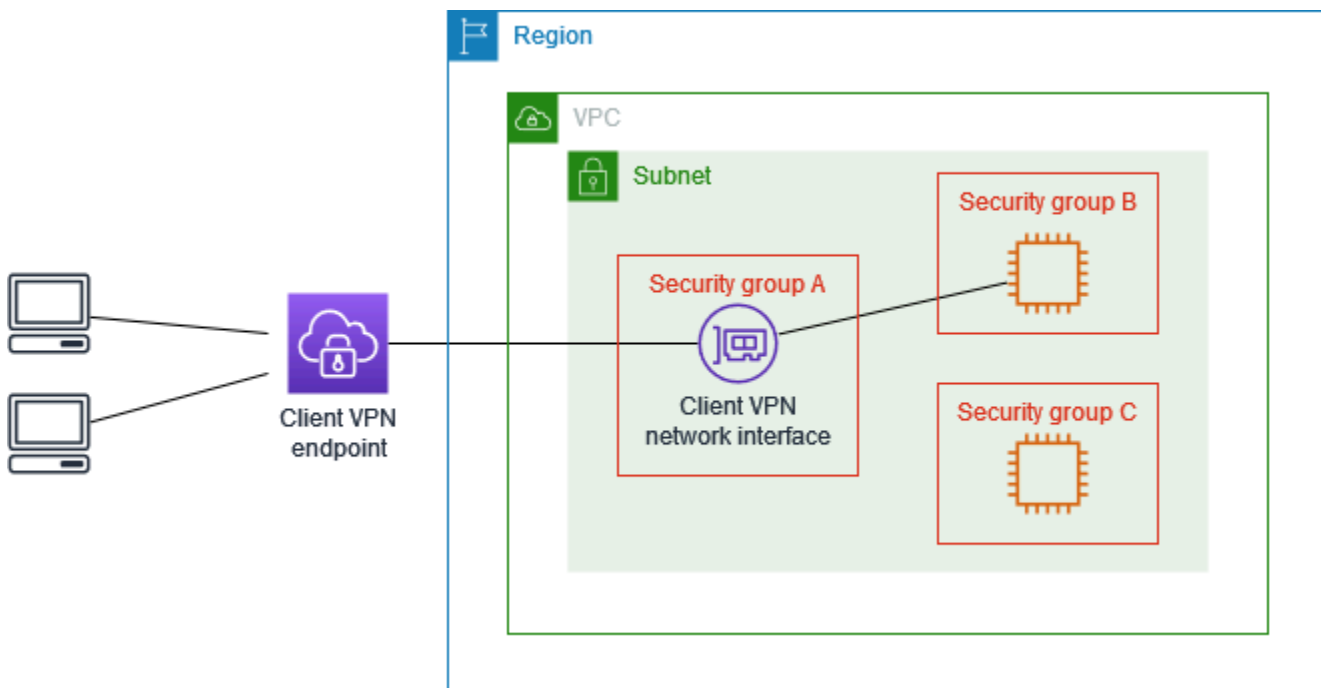 Region
VPC
Subnet
Security group B
Security group A
Client VPN
network interface
Client VPN
endpoint
Security group C